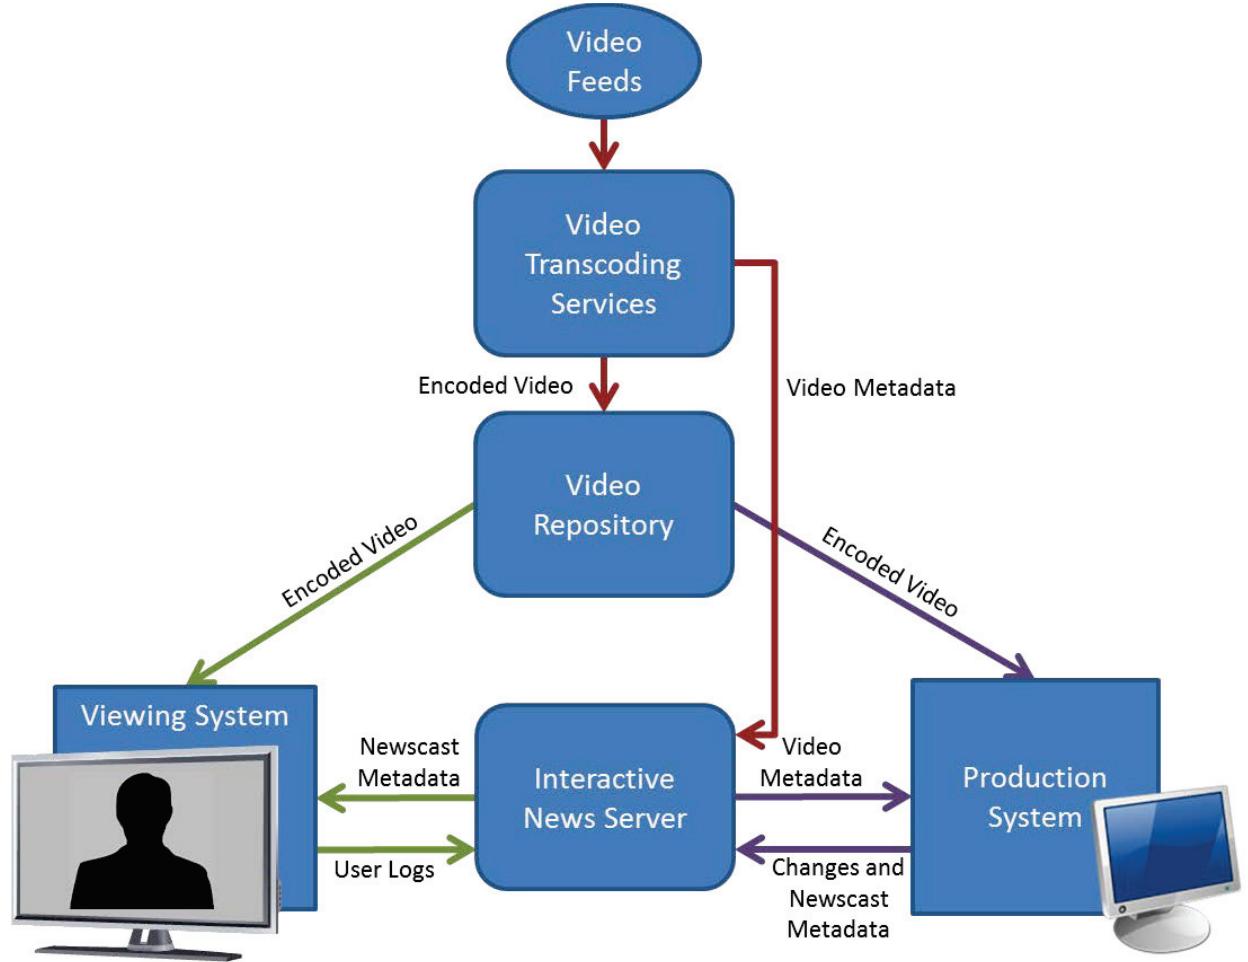 Video
Feeds
Video
Transcoding
Services
Encoded Video
Video Metadata
Video
Repository
Encoded Video
Encoded Video
Viewing System
Newscast
Metadata
User Logs
Interactive
News Server
Video
Metadata
Changes and
Newscast
Metadata
Production
System